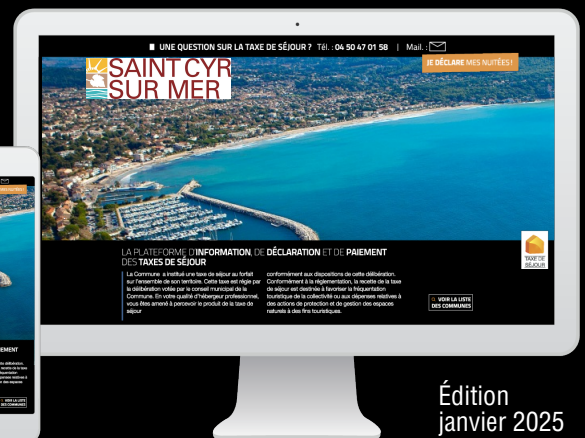 UNE QUESTION SUR LA TAXE DE SÉJOUR ? Tél. : 04 50 47 01 58 | Mail. :
JE DÉCLARE MES NUITÉES !
SAINT CYR
SUR MER
LA PLATEFORME D'INFORMATION, DE DÉCLARATION ET DE PAIEMENT
DES TAXES DE SÉJOUR
La Commune a institué une taxe de séjour au forfait
sur l'ensemble de son territoire. Cette taxe est régie par
la délibération votée par le conseil municipal de la
Commune. En votre qualité d'hébergeur professionnel,
vous êtes amené à percevoir le produit de la taxe de
séjour
conformément aux dispositions de cette délibération.
Conformément à la réglementation, la recette de la taxe
de séjour est destinée à favoriser la fréquentation
touristique de la collectivité ou aux dépenses relatives à
des actions de protection et de gestion des espaces
naturels à des fins touristiques.
TAXE DE
SÉJOUR
VOIR LA LISTE
DES COMMUNES
IEMENT
VOIR LA LISTE
DES COMMUNES
Édition
janvier 2025